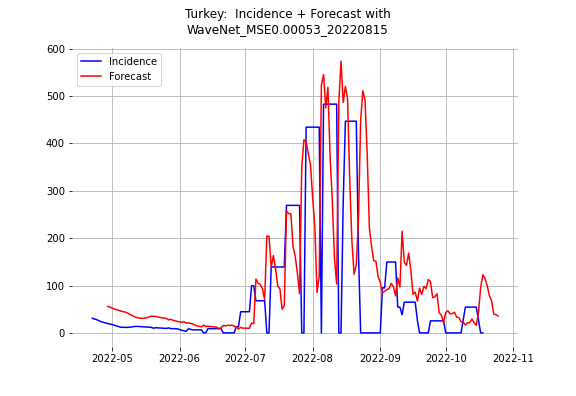 Turkey:  Incidence + Forecast with
WaveNet_MSE0.00053_20220815
Incidence
Forecast
600
500
400
300
200
100
0
2022-05 2022-06 2022-07 2022-08 2022-09 2022-10 2022-11